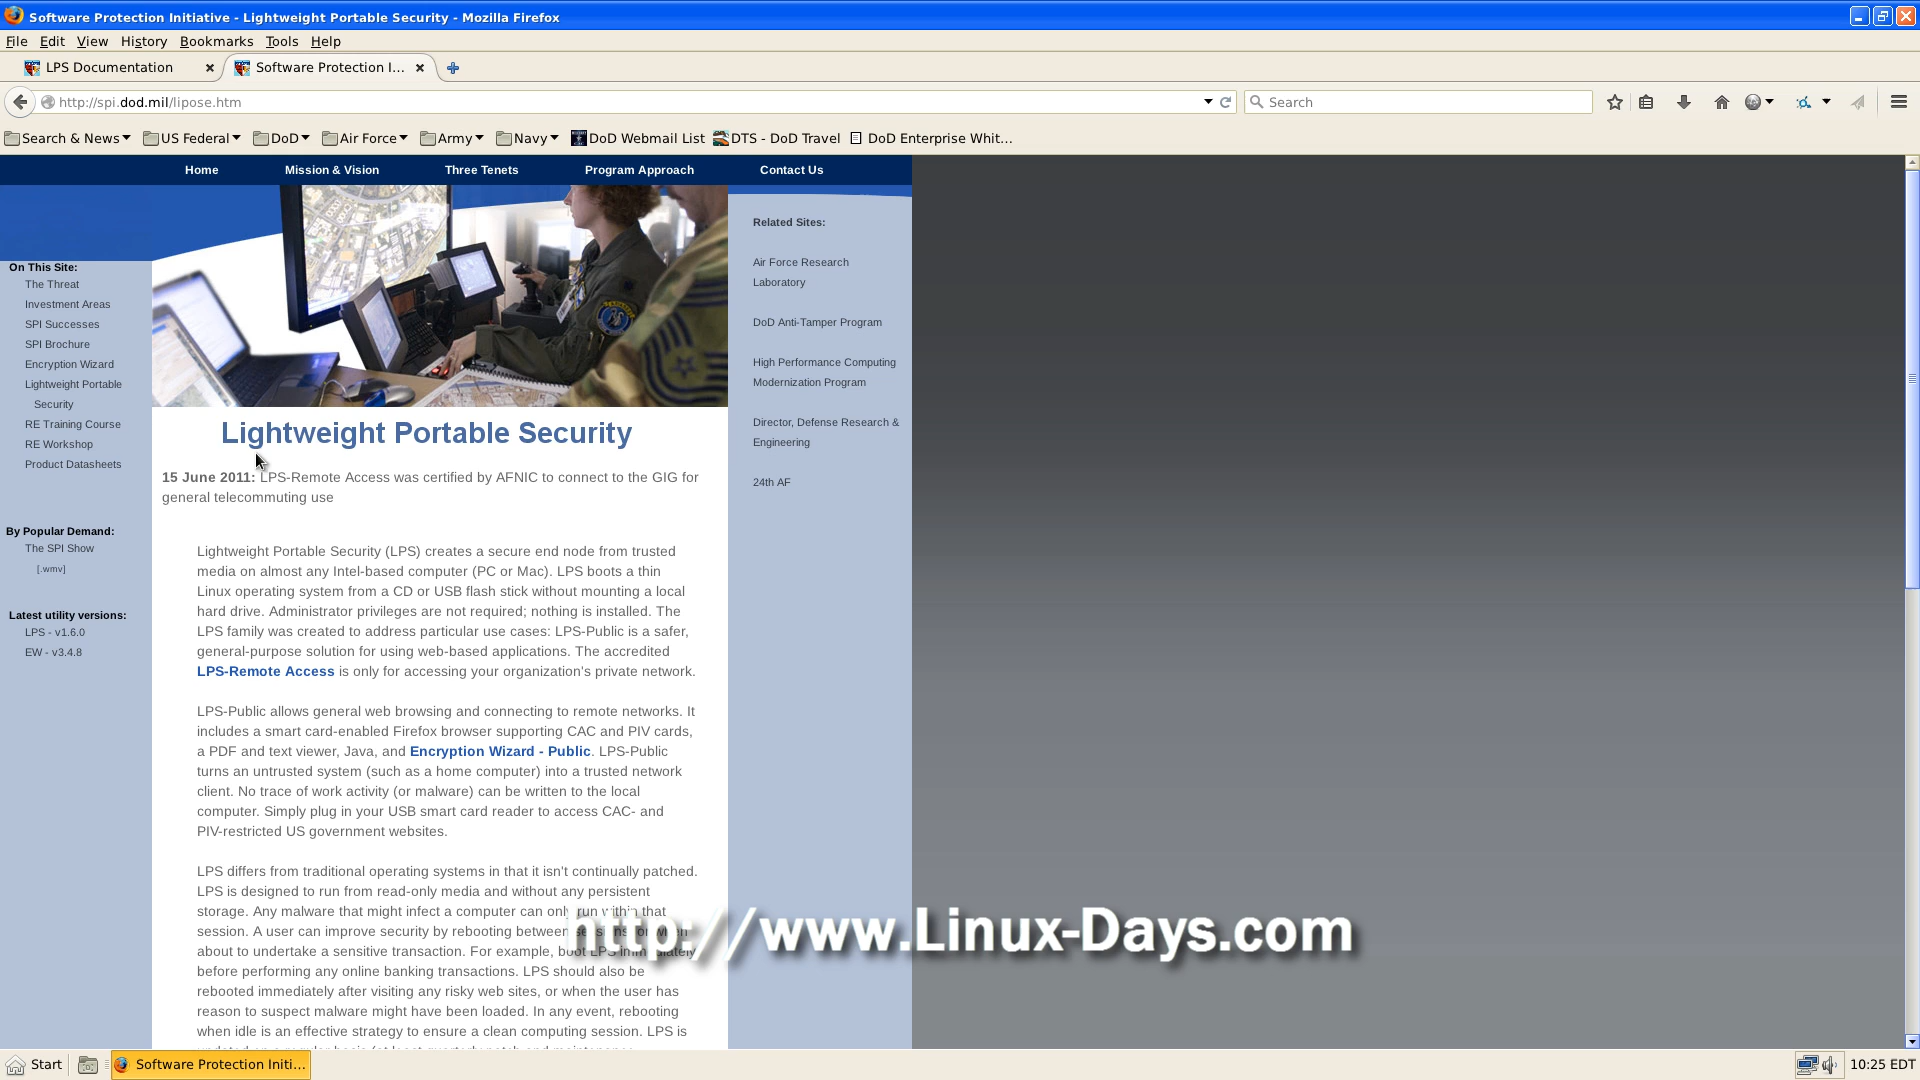 Software Protection Initiative - Lightweight Portable Security - Mozilla Firefox
File Edit View History Bookmarks Tools Help
LPS Documentation
Software Protection I...
http://spi.dod.mil/lipose.htm
Search
Search & News
US Federal
DoD
Air Force
Army
Navy
DoD Webmail List
DTS - DoD Travel
DoD Enterprise Whit...
Home
Mission & Vision
Three Tenets
Program Approach
Contact Us
On This Site:
The Threat
Investment Areas
SPI Successes
SPI Brochure
Encryption Wizard
Lightweight Portable
Security
RE Training Course
RE Workshop
Product Datasheets
By Popular Demand:
The SPI Show
[.wmv]
Latest utility versions:
LPS - v1.6.0
EW - v3.4.8
Lightweight Portable Security
15 June 2011: LPS-Remote Access was certified by AFNIC to connect to the GIG for
general telecommuting use
Lightweight Portable Security (LPS) creates a secure end node from trusted
media on almost any Intel-based computer (PC or Mac). LPS boots a thin
Linux operating system from a CD or USB flash stick without mounting a local
hard drive. Administrator privileges are not required; nothing is installed. The
LPS family was created to address particular use cases: LPS-Public is a safer,
general-purpose solution for using web-based applications. The accredited
LPS-Remote Access is only for accessing your organization's private network.
LPS-Public allows general web browsing and connecting to remote networks. It
includes a smart card-enabled Firefox browser supporting CAC and PIV cards,
a PDF and text viewer, Java, and Encryption Wizard - Public. LPS-Public
turns an untrusted system (such as a home computer) into a trusted network
client. No trace of work activity (or malware) can be written to the local
computer. Simply plug in your USB smart card reader to access CAC- and
PIV-restricted US government websites.
LPS differs from traditional operating systems in that it isn't continually patched.
LPS is designed to run from read-only media and without any persistent
storage. Any malware that might infect a computer can only run within that
session. A user can improve security by rebooting between sessions, or when
about to undertake a sensitive transaction. For example, boot LPS immediately
before performing any online banking transactions. LPS should also be
rebooted immediately after visiting any risky web sites, or when the user has
reason to suspect malware might have been loaded. In any event, rebooting
when idle is an effective strategy to ensure a clean computing session. LPS is
Related Sites:
Air Force Research
Laboratory
DoD Anti-Tamper Program
High Performance Computing
Modernization Program
Director, Defense Research &
Engineering
24th AF
http://www.Linux-Days.com
Start
Software Protection Initi...
10:25 EDT